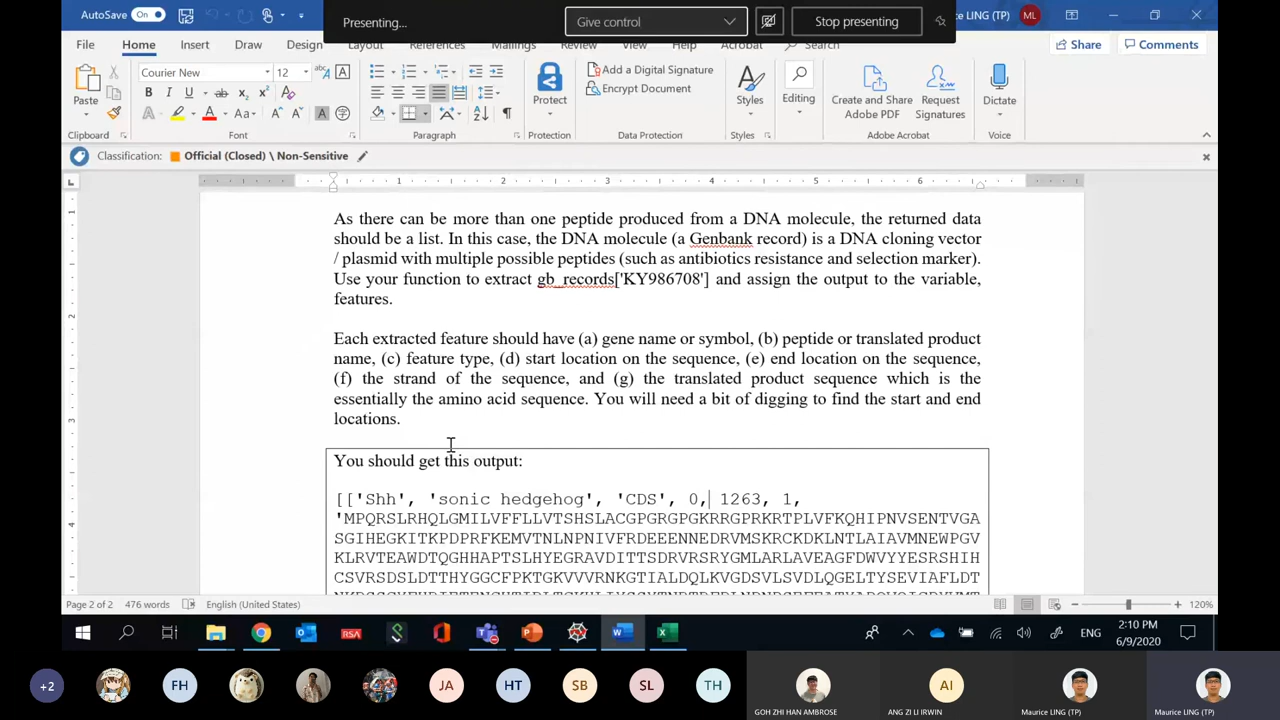 AutoSave On
Presenting...
Give control
Stop presenting
ice LING (TP) ML
File Home Insert Draw Design Layout References Mailings Review View Help Acrobat Search
Share Comments
Courier New 12
Paste
Protect
Add a Digital Signature
Encrypt Document
Styles
Editing
Create and Share
Adobe PDF
Request
Signatures
Dictate
Clipboard Font Paragraph Protection Data Protection Styles Adobe Acrobat Voice
Classification: Official (Closed) \ Non-Sensitive
As there can be more than one peptide produced from a DNA molecule, the returned data
should be a list. In this case, the DNA molecule (a Genbank record) is a DNA cloning vector
/ plasmid with multiple possible peptides (such as antibiotics resistance and selection marker).
Use your function to extract gb_records['KY986708'] and assign the output to the variable,
features.
Each extracted feature should have (a) gene name or symbol, (b) peptide or translated product
name, (c) feature type, (d) start location on the sequence, (e) end location on the sequence,
(f) the strand of the sequence, and (g) the translated product sequence which is the
essentially the amino acid sequence. You will need a bit of digging to find the start and end
locations.
You should get this output:
[['Shh', 'sonic hedgehog', 'CDS', 0, 1263, 1,
'MPQRSLRHQLGMILVFFLLVTSHSLACGPGRGPGKRRGPRKRTPLVFKQHIPNVSENTVGA
SGIHEGKITKPDPRFKEMVTNLNPNIVFRDEEENNEDRVMSKRCKDKLNTLAIAVMNEWPGV
KLRVTEAWDTQGHHAPTSLHYEGRAVDITTSDRVRSRYGMLARLAVEAGFDWVYYESRSHIH
CSVRSDSLDTTHYGGCFPKTGKVVVRNKGTIALDQLKVGDSVLSVDLQGELTYSEVIAFLDT
Page 2 of 2 476 words English (United States) 120%
ENG
2:10 PM
6/9/2020
+2 FH JA HT SB SL TH AI
GOH ZHI HAN AMBROSE ANG ZI LI IRWIN Maurice LING (TP) Maurice LING (TP)